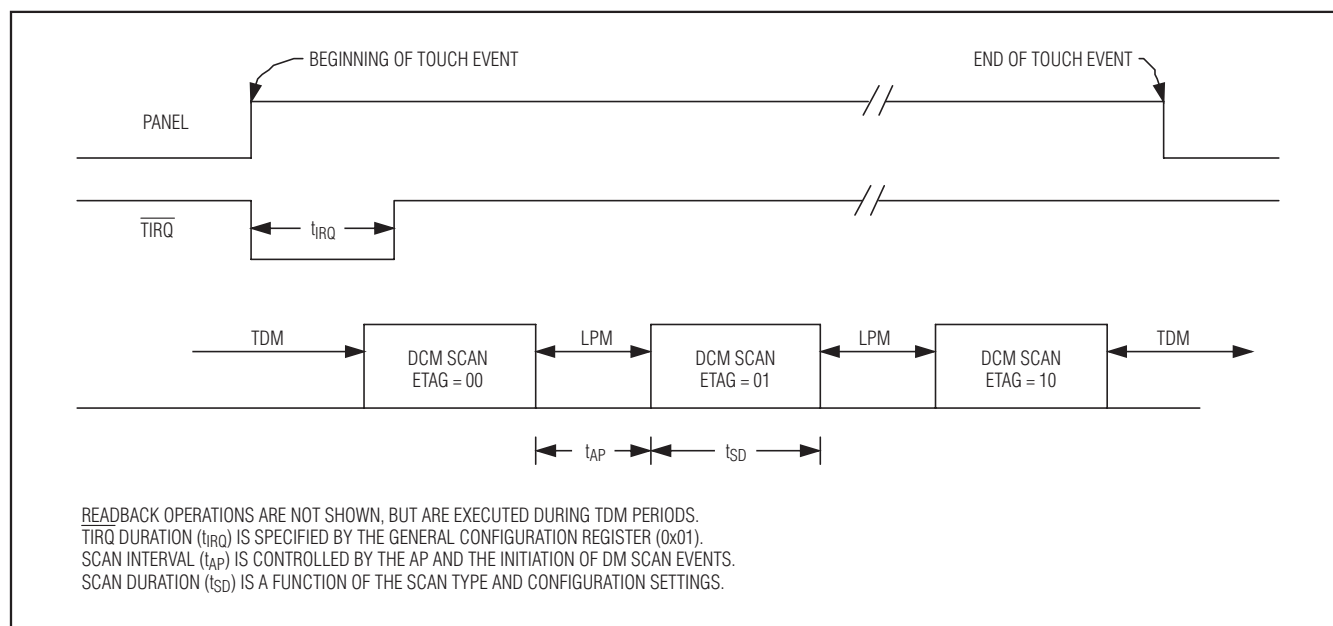 BEGINNING OF TOUCH EVENT
END OF TOUCH EVENT
PANEL
TIRQ
tIRQ
TDM
LPM
LPM
TDM
DCM SCAN
ETAG = 00
DCM SCAN
ETAG = 01
DCM SCAN
ETAG = 10
tAP
tSD
READBACK OPERATIONS ARE NOT SHOWN, BUT ARE EXECUTED DURING TDM PERIODS.
TIRQ DURATION (tIRQ) IS SPECIFIED BY THE GENERAL CONFIGURATION REGISTER (0x01).
SCAN INTERVAL (tAP) IS CONTROLLED BY THE AP AND THE INITIATION OF DM SCAN EVENTS.
SCAN DURATION (tSD) IS A FUNCTION OF THE SCAN TYPE AND CONFIGURATION SETTINGS.